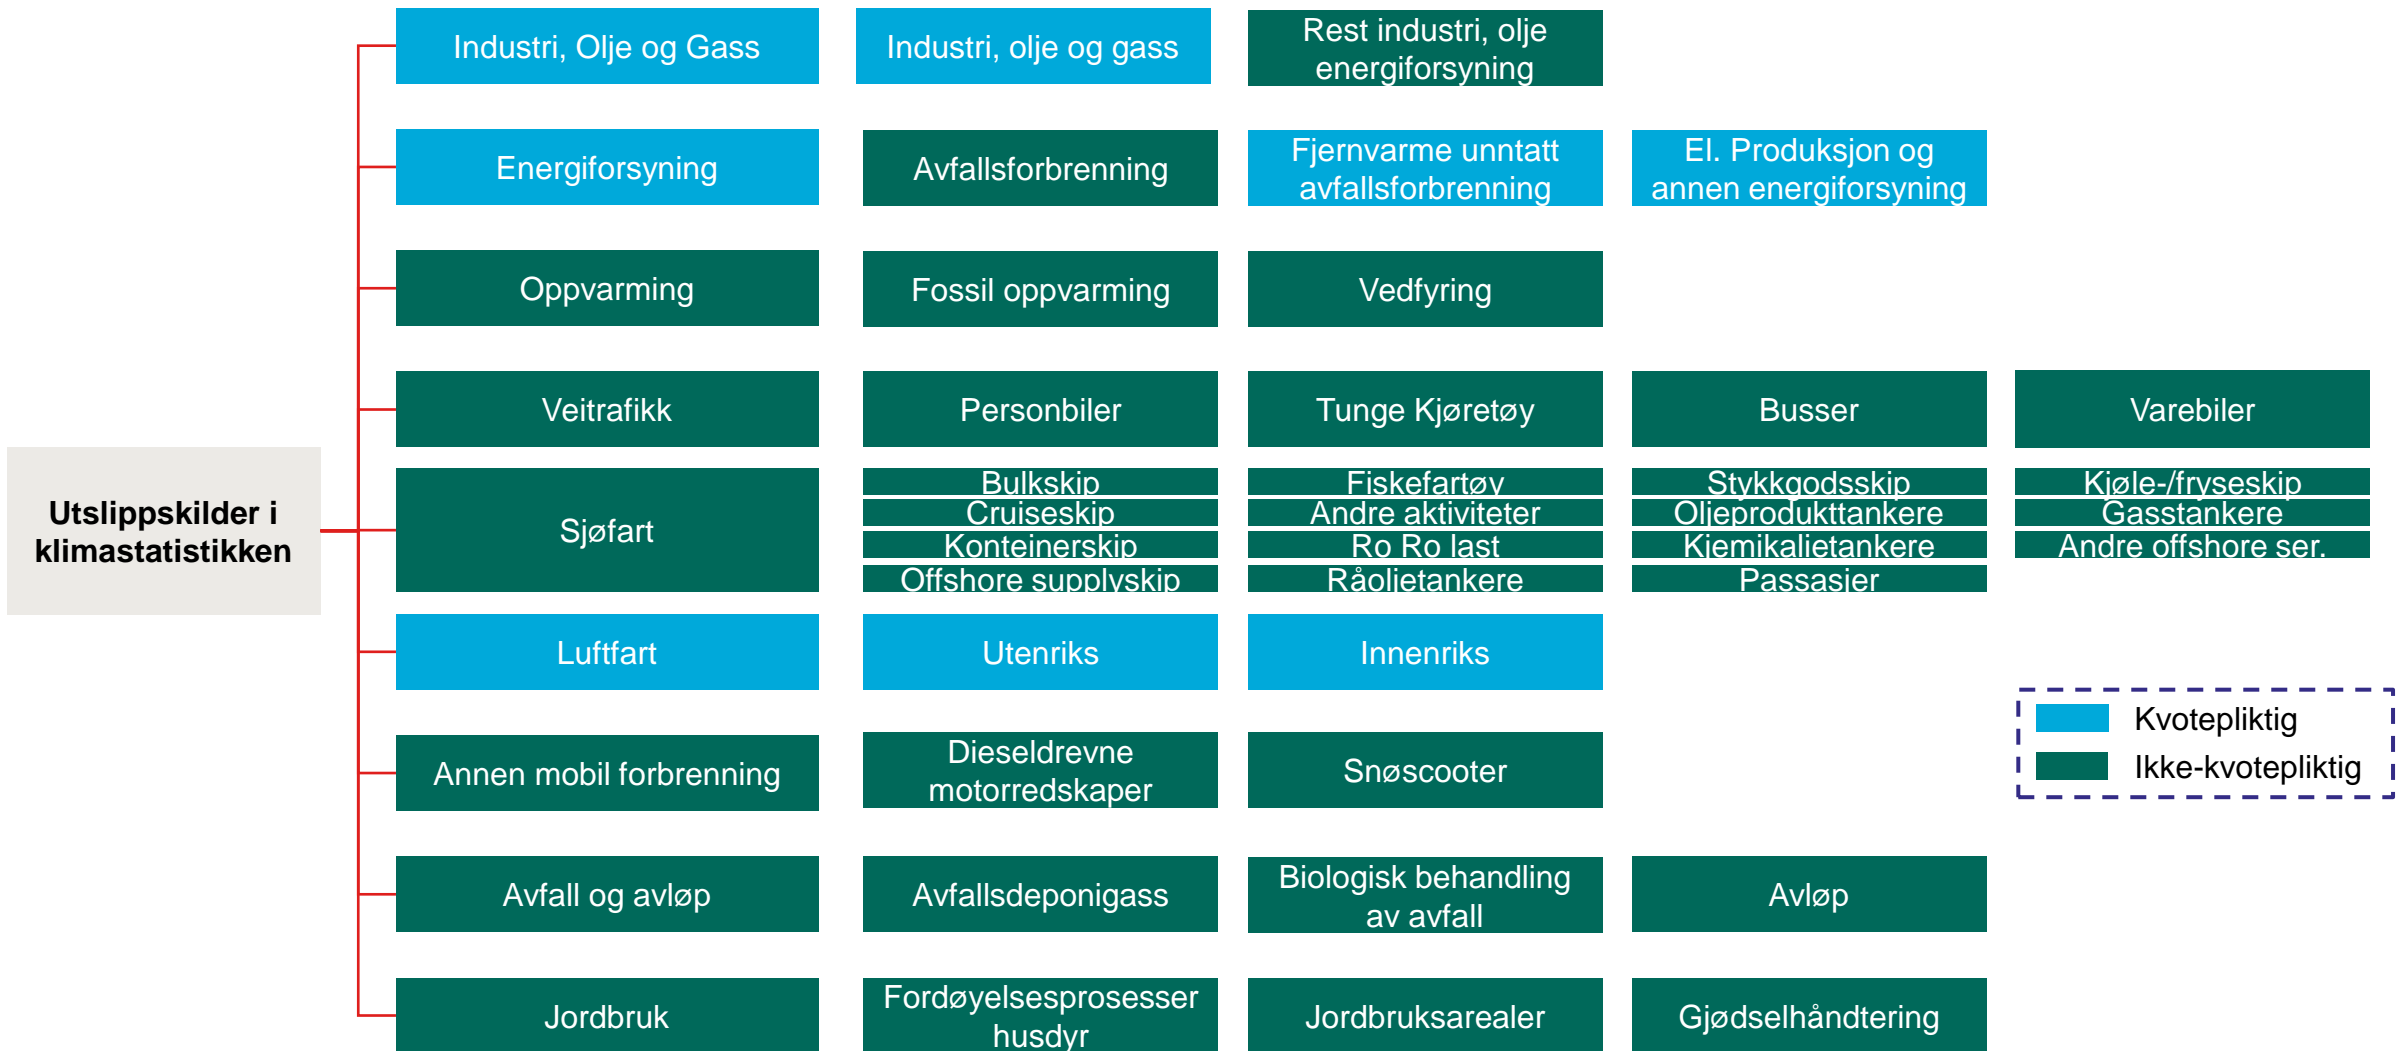 Utslippskilder i
klimastatistikken
Industri, Olje og Gass
Industri, olje og gass
Rest industri, olje
energiforsyning
Energiforsyning
Avfallsforbrenning
Fjernvarme unntatt
avfallsforbrenning
El. Produksjon og
annen energiforsyning
Oppvarming
Fossil oppvarming
Vedfyring
Veitrafikk
Personbiler
Tunge Kjøretøy
Busser
Varebiler
Sjøfart
Bulkskip
Fiskefartøy
Stykkgodsskip
Kjøle-/fryseskip
Cruiseskip
Andre aktiviteter
Oljeprodukttankere
Gasstankere
Konteinerskip
Ro Ro last
Kjemikalietankere
Andre offshore ser.
Offshore supplyskip
Råoljetankere
Passasjer
Luftfart
Utenriks
Innenriks
Annen mobil forbrenning
Dieseldrevne
motorredskaper
Snøscooter
Avfall og avløp
Avfallsdeponigass
Biologisk behandling
av avfall
Avløp
Jordbruk
Fordøyelsesprosesser
husdyr
Jordbruksarealer
Gjødselhåndtering
Kvotepliktig
Ikke-kvotepliktig